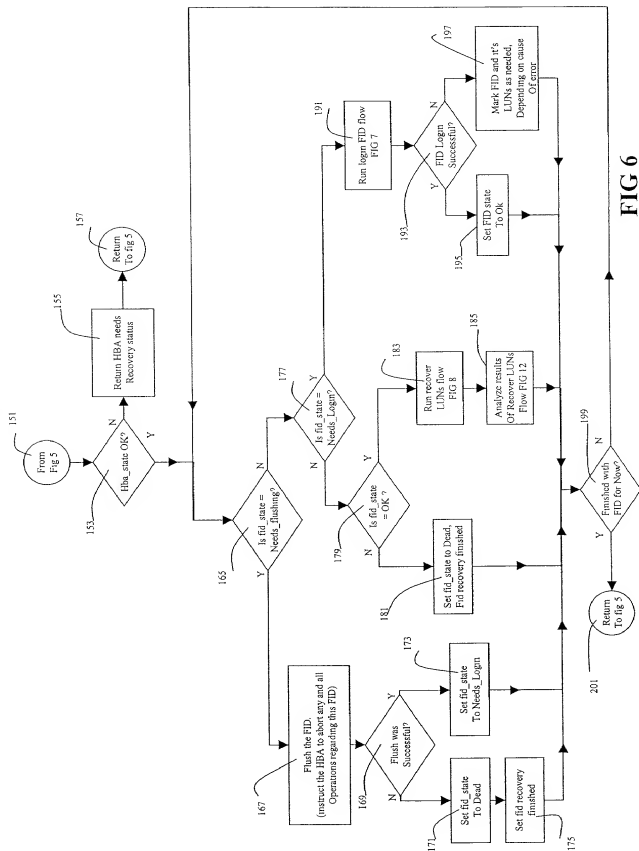 151
From
Fig 5
153
Hba_state OK?
N
Y
155
Return HBA needs
Recovery status
157
Return
To fig 5
165
Is fid_state =
Needs_flushing?
Y
N
167
Flush the FID.
(instruct the HBA to abort any and all
Operations regarding this FID)
169
Flush was
Successful?
N
Y
171
Set fid_state
To Dead
173
Set fid_state
To Needs_Login
175
Set fid recovery
finished
177
Is fid_state =
Needs_Login?
N
Y
179
Is fid_state
= OK ?
N
Y
181
Set fid_state to Dead,
Fid recovery finished
183
Run recover
LUNs flow
FIG 8
185
Analyze results
Of Recover LUNs
Flow FIG 12
191
Run login FID flow
FIG 7
193
FID Login
Successful?
Y
N
195
Set FID state
To Ok
197
Mark FID and it's
LUNs as needed,
Depending on cause
Of error
199
Finished with
FID for Now?
Y
N
201
Return
To fig 5
FIG 6